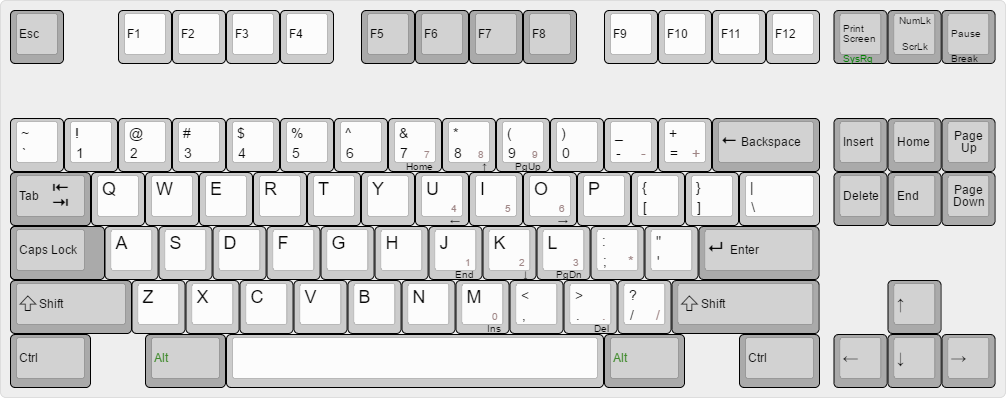 Esc F1 F2 F3 F4 F5 F6 F7 F8 F9 F10 F11 F12 Print NumLk Pause
Screen ScrLk
SysRq Break
~ ! @ # $ % ^ & * ( ) _ + ← Backspace Insert Home Page
` 1 2 3 4 5 6 7 7 8 8 9 9 0 - - = + Up
Home ↑ PgUp
Tab ⇤ Q W E R T Y U I O P { } | Delete End Page
⇥ 4 5 6 [ ] \ Down
← →
Caps Lock A S D F G H J K L : " ↵ Enter
1 2 3 ; * '
End ↓ PgDn
⇧ Shift Z X C V B N M < > ? ⇧ Shift ↑
0 , . . / /
Ins Del
Ctrl Alt Alt Ctrl ← ↓ →